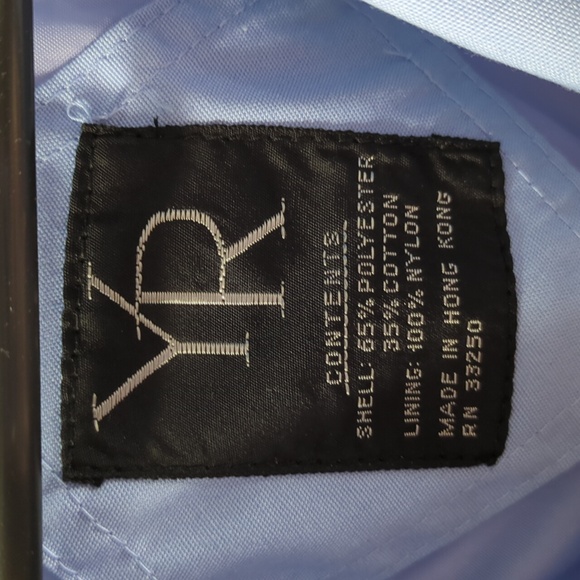 YR
CONTENTS
SHELL: 65% POLYESTER
35% COTTON
LINING: 100% NYLON
MADE IN HONG KONG
RN 33250